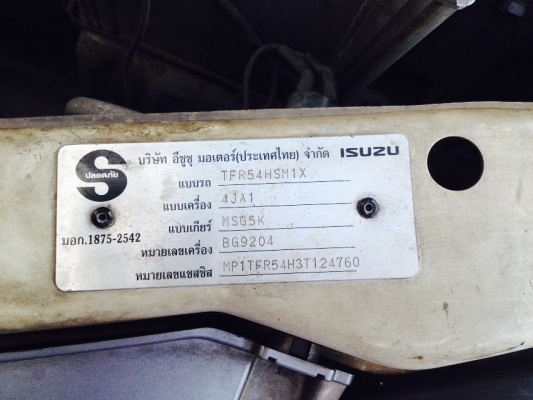 บริษัท อีซูซุ มอเตอร์(ประเทศไทย) จำกัด ISUZU
S
ปลอดภัย
มอก.1875-2542
แบบรถ TFR54HSM1X
แบบเครื่อง 4JA1
แบบเกียร์ MSG5K
หมายเลขเครื่อง BG9204
หมายเลขแชสซิส MP1TFR54H3T124760